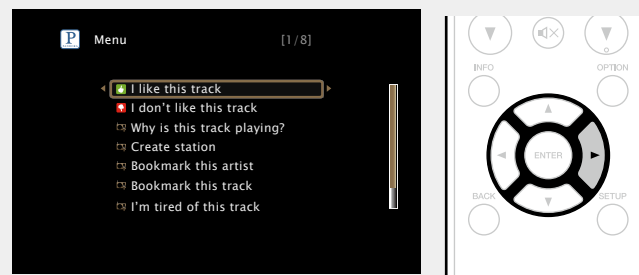 P
PANDORA
Menu
[1/8]
I like this track
I don't like this track
Why is this track playing?
Create station
Bookmark this artist
Bookmark this track
I'm tired of this track
INFO
OPTION
ENTER
BACK
SETUP